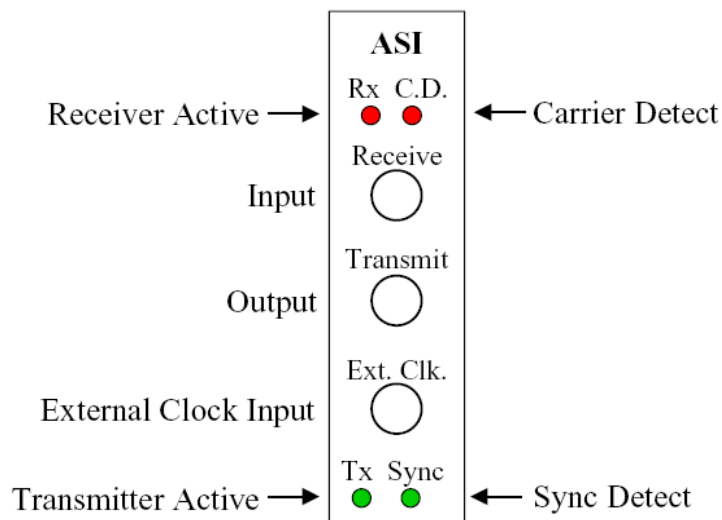 ASI
Rx C.D.
Receiver Active
Carrier Detect
Receive
Input
Transmit
Output
Ext. Clk.
External Clock Input
Tx Sync
Transmitter Active
Sync Detect